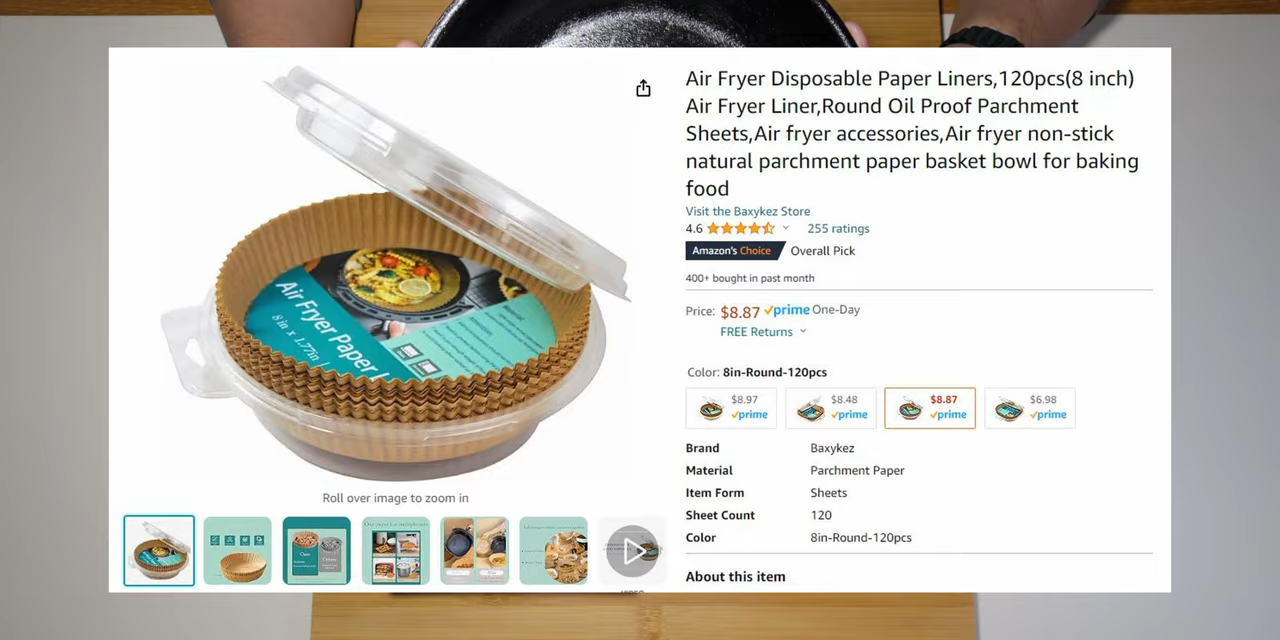 Air Fryer Disposable Paper Liners,120pcs(8 inch)
Air Fryer Liner,Round Oil Proof Parchment
Sheets,Air fryer accessories,Air fryer non-stick
natural parchment paper basket bowl for baking
food
Visit the Baxykez Store
4.6 255 ratings
Amazon's Choice Overall Pick
400+ bought in past month
Price: $8.87 prime One-Day
FREE Returns
Color: 8in-Round-120pcs
$8.97 $8.48 $8.87 $6.98
prime prime prime prime
Brand Baxykez
Material Parchment Paper
Item Form Sheets
Sheet Count 120
Color 8in-Round-120pcs
About this item
Air Fryer Paper
8 in x 1.77in
Roll over image to zoom in